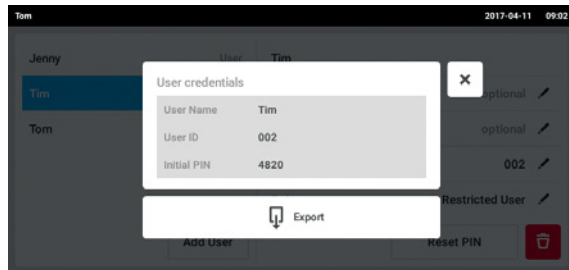 Tom 2017-04-11 09:02
Jenny User Tim
Tim optional
Tom optional
002
Restricted User
Add User Reset PIN
User credentials
User Name Tim
User ID 002
Initial PIN 4820
Export